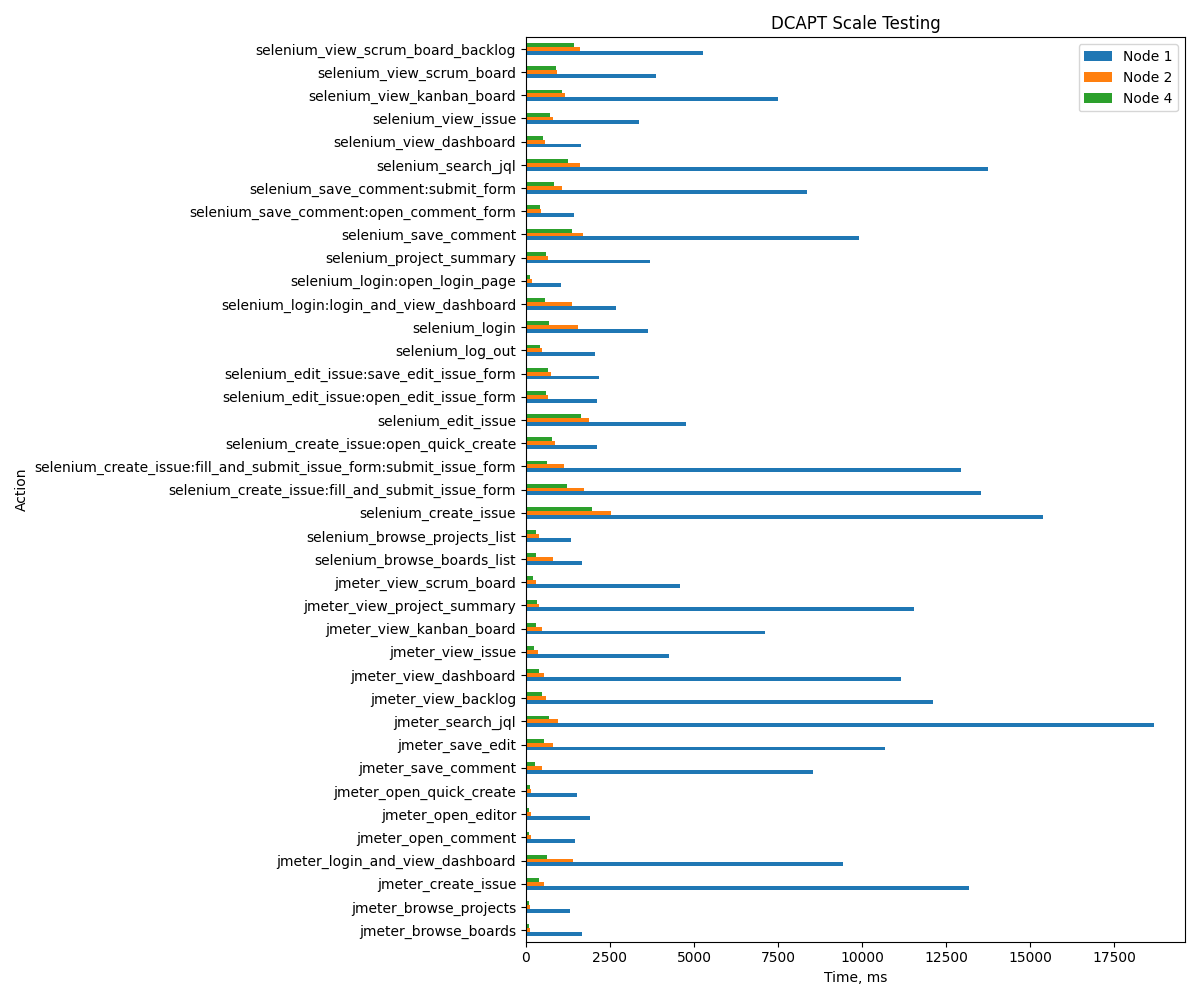 DCAPT Scale Testing
Node 1
Node 2
Node 4
selenium_view_scrum_board_backlog
selenium_view_scrum_board
selenium_view_kanban_board
selenium_view_issue
selenium_view_dashboard
selenium_search_jql
selenium_save_comment:submit_form
selenium_save_comment:open_comment_form
selenium_save_comment
selenium_project_summary
selenium_login:open_login_page
selenium_login:login_and_view_dashboard
selenium_login
selenium_log_out
selenium_edit_issue:save_edit_issue_form
selenium_edit_issue:open_edit_issue_form
selenium_edit_issue
selenium_create_issue:open_quick_create
selenium_create_issue:fill_and_submit_issue_form:submit_issue_form
selenium_create_issue:fill_and_submit_issue_form
selenium_create_issue
selenium_browse_projects_list
selenium_browse_boards_list
jmeter_view_scrum_board
jmeter_view_project_summary
jmeter_view_kanban_board
jmeter_view_issue
jmeter_view_dashboard
jmeter_view_backlog
jmeter_search_jql
jmeter_save_edit
jmeter_save_comment
jmeter_open_quick_create
jmeter_open_editor
jmeter_open_comment
jmeter_login_and_view_dashboard
jmeter_create_issue
jmeter_browse_projects
jmeter_browse_boards
Action
0 2500 5000 7500 10000 12500 15000 17500
Time, ms